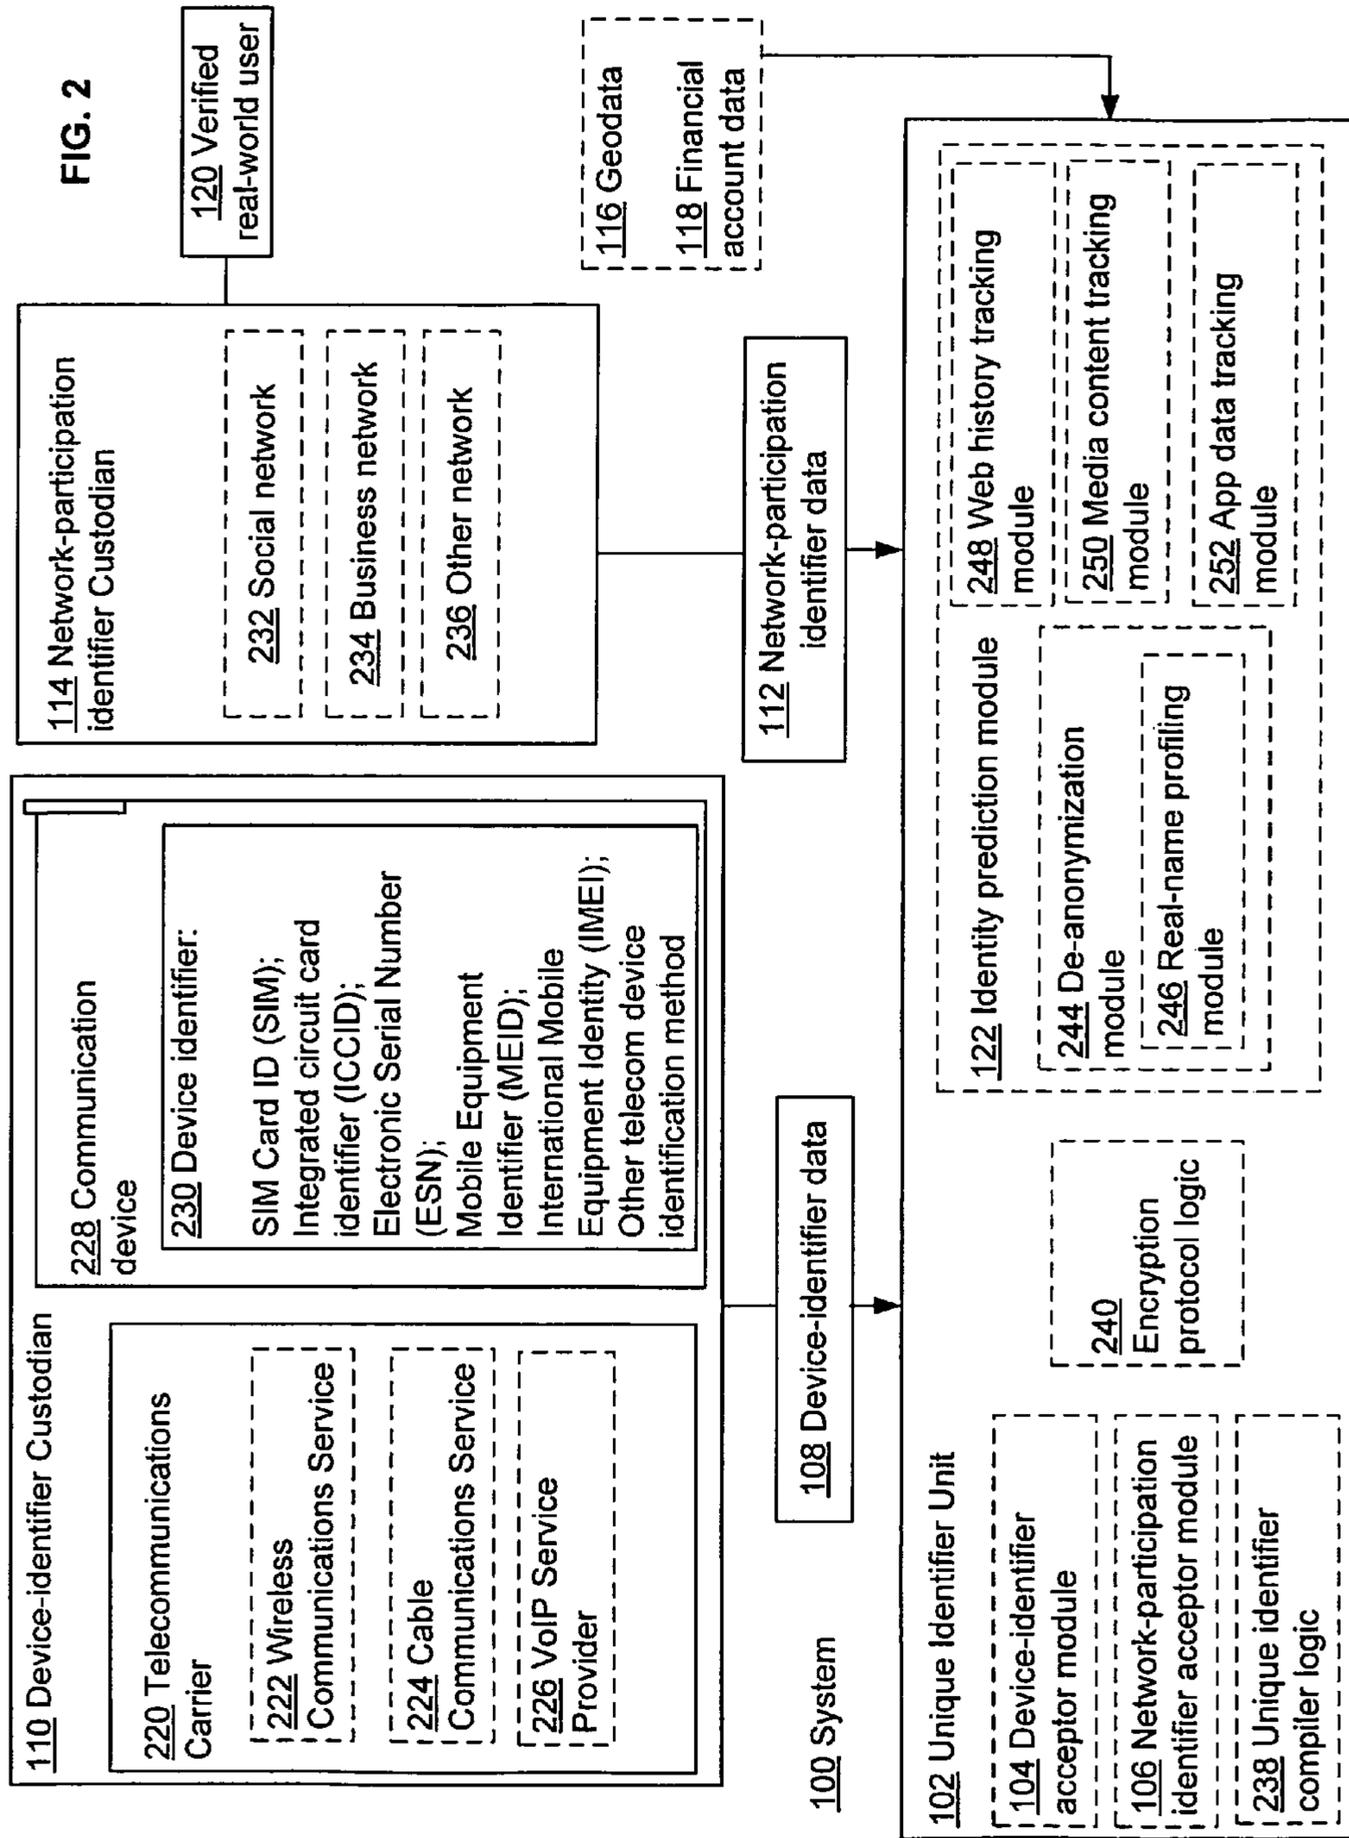 FIG. 2
110 Device-identifier Custodian
220 Telecommunications
Carrier
222 Wireless
Communications Service
224 Cable
Communications Service
226 VoIP Service
Provider
228 Communication
device
230 Device identifier:
SIM Card ID (SIM);
Integrated circuit card
identifier (ICCID);
Electronic Serial Number
(ESN);
Mobile Equipment
Identifier (MEID);
International Mobile
Equipment Identity (IMEI);
Other telecom device
identification method
114 Network-participation
identifier Custodian
232 Social network
234 Business network
236 Other network
120 Verified
real-world user
116 Geodata
118 Financial
account data
100 System
108 Device-identifier data
112 Network-participation
identifier data
102 Unique Identifier Unit
104 Device-identifier
acceptor module
106 Network-participation
identifier acceptor module
238 Unique identifier
compiler logic
240
Encryption
protocol logic
122 Identity prediction module
244 De-anonymization
module
246 Real-name profiling
module
248 Web history tracking
module
250 Media content tracking
module
252 App data tracking
module